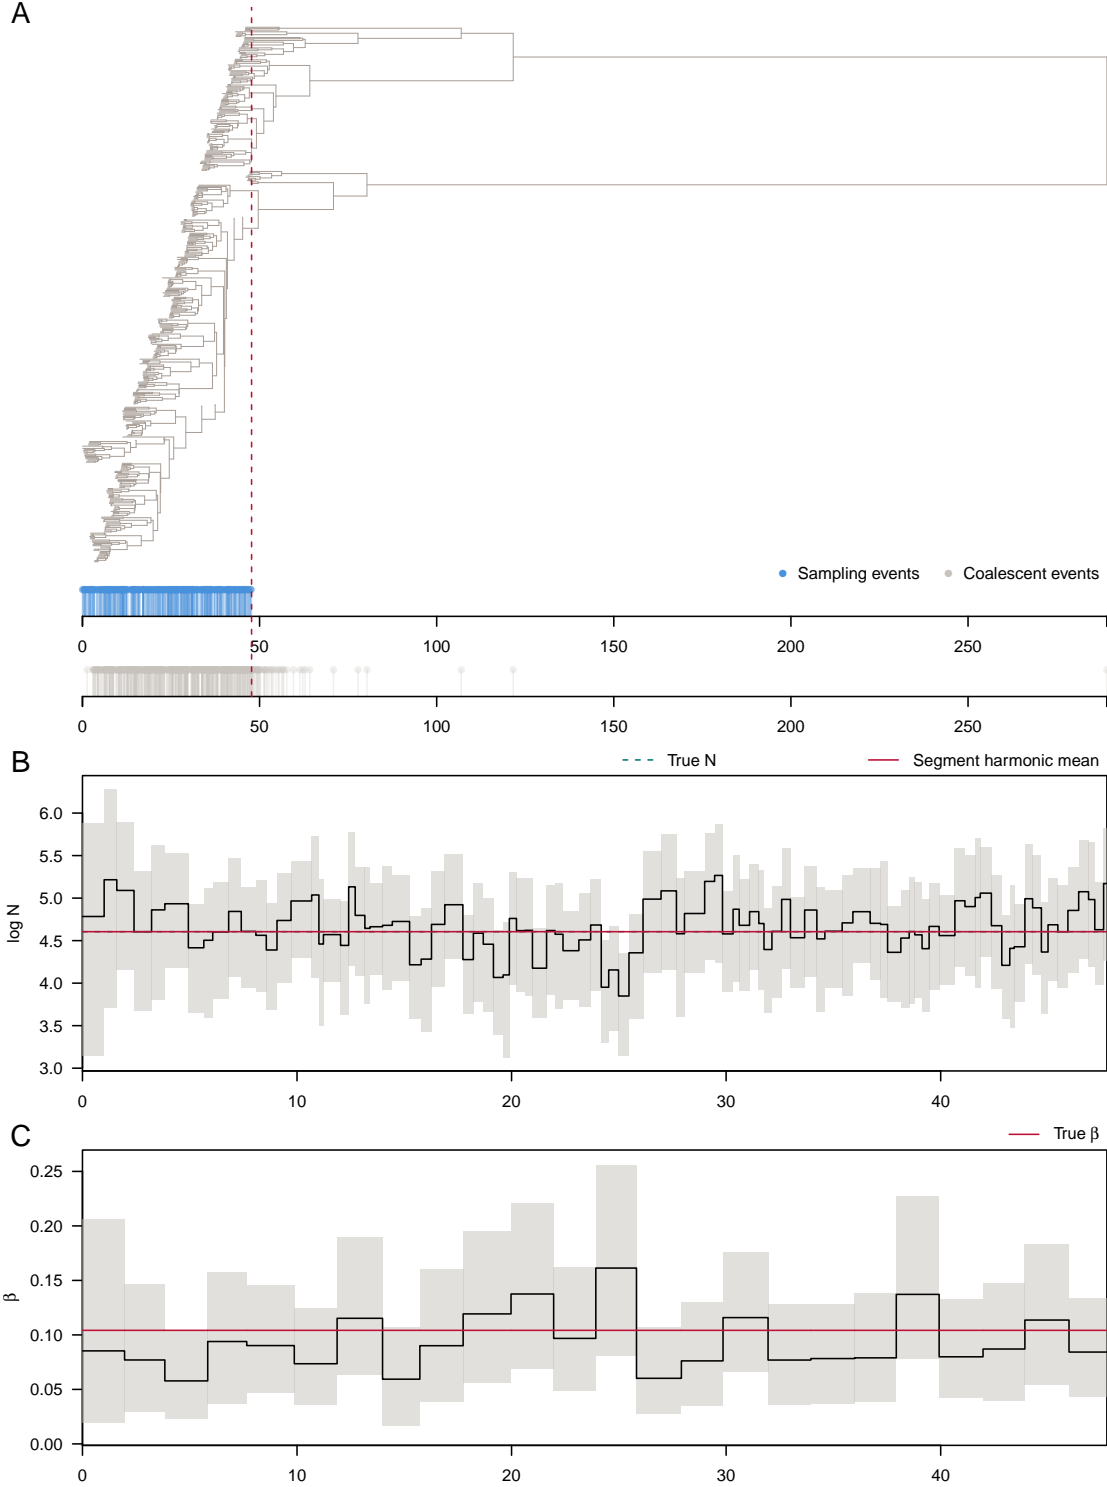 A
Sampling events Coalescent events
0 50 100 150 200 250
0 50 100 150 200 250
B
True N Segment harmonic mean
6.0
5.5
5.0
4.5
4.0
3.5
3.0
log N
0 10 20 30 40
C
True β
0.25
0.20
0.15
0.10
0.05
0.00
β
0 10 20 30 40